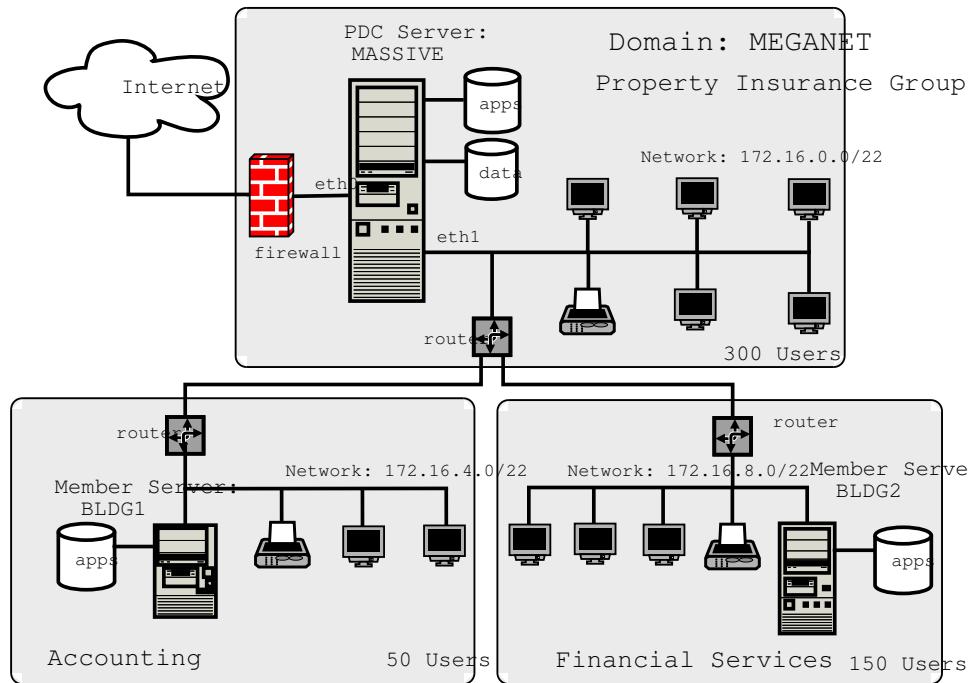 PDC Server:
MASSIVE
Domain: MEGANET
Property Insurance Group
Internet
apps
data
Network: 172.16.0.0/22
eth0
eth1
firewall
router
300 Users
router
Network: 172.16.4.0/22
Member Server:
BLDG1
apps
Accounting
50 Users
router
Network: 172.16.8.0/22
Member Serve
BLDG2
apps
Financial Services
150 Users